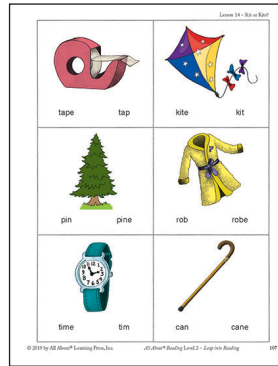 Lesson 14 – Kit or Kite?
tape tap
kite kit
pin pine
rob robe
time tim
can cane
© 2019 by All About® Learning Press, Inc.
All About® Reading Level 2 – Leap into Reading
107